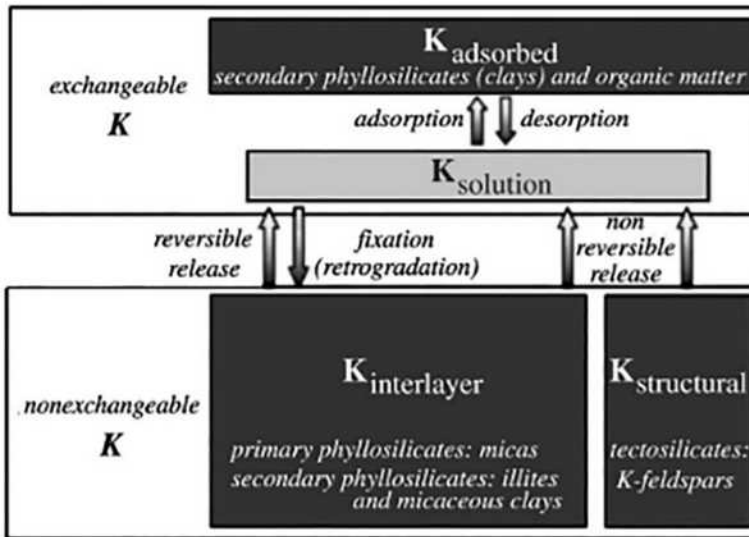 K adsorbed
secondary phyllosilicates (clays) and organic matter
exchangeable
K
adsorption
desorption
K solution
reversible
release
fixation
(retrogradation)
non
reversible
release
nonexchangeable
K
K interlayer
primary phyllosilicates: micas
secondary phyllosilicates: illites
and micaceous clays
K structural
tectosilicates:
K-feldspars